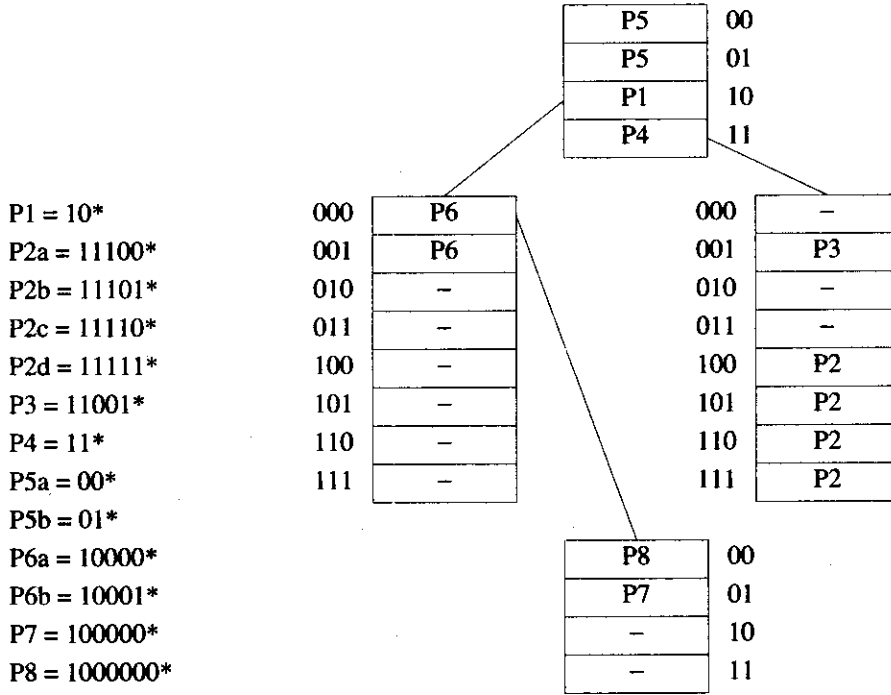 P5 00
P5 01
P1 10
P4 11
P1 = 10*
P2a = 11100*
P2b = 11101*
P2c = 11110*
P2d = 11111*
P3 = 11001*
P4 = 11*
P5a = 00*
P5b = 01*
P6a = 10000*
P6b = 10001*
P7 = 100000*
P8 = 1000000*
000 P6
001 P6
010 –
011 –
100 –
101 –
110 –
111 –
000 –
001 P3
010 –
011 –
100 P2
101 P2
110 P2
111 P2
P8 00
P7 01
– 10
– 11